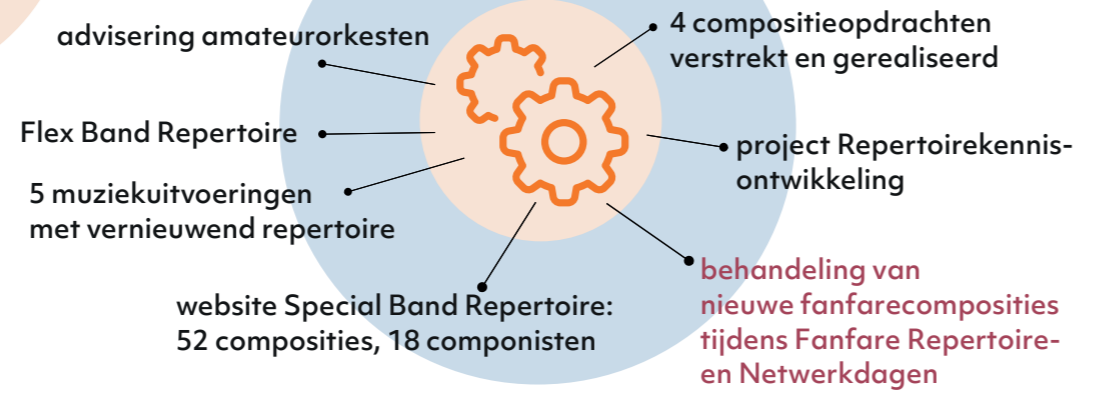 advisering amateurorkesten
4 compositieopdrachten
verstrekt en gerealiseerd
Flex Band Repertoire
project Repertoirekennis-
ontwikkeling
5 muziekuitvoeringen
met vernieuwend repertoire
website Special Band Repertoire:
52 composities, 18 componisten
behandeling van
nieuwe fanfarecomposities
tijdens Fanfare Repertoire-
en Netwerkdagen